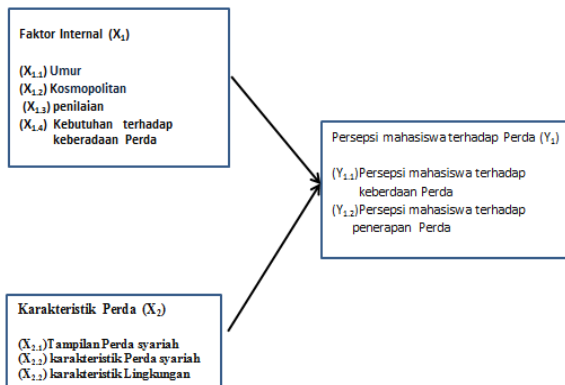 Faktor Internal (X₁)
(X₁.₁) Umur
(X₁.₂) Kosmopolitan
(X₁.₃) penilaian
(X₁.₄) Kebutuhan terhadap
keberadaan Perda
Persepsi mahasiswa terhadap Perda (Y₁)
(Y₁.₁)Persepsi mahasiswa terhadap
keberdaan Perda
(Y₁.₂)Persepsi mahasiswa terhadap
penerapan Perda
Karakteristik Perda (X₂)
(X₂.₁)Tampilan Perda syariah
(X₂.₂) karakteristik Perda syariah
(X₂.₂) karakteristik Lingkungan